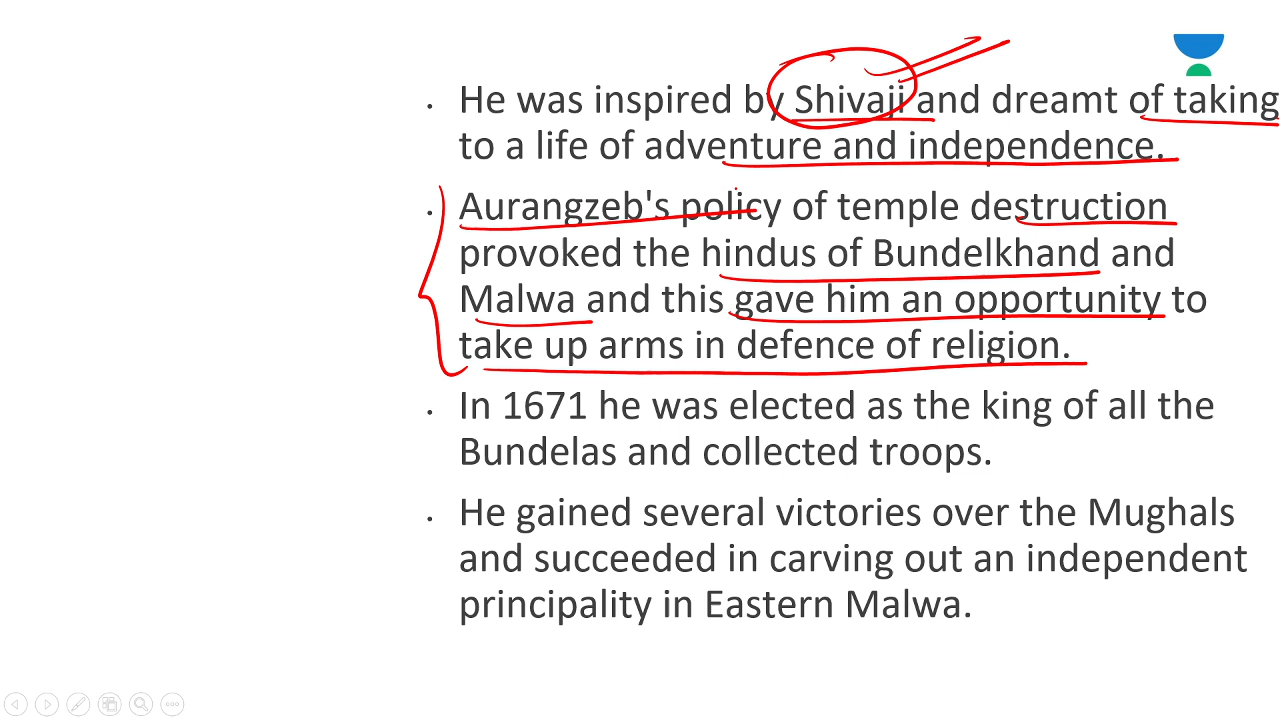 • He was inspired by Shivaji and dreamt of taking
to a life of adventure and independence.
• Aurangzeb's policy of temple destruction
provoked the hindus of Bundelkhand and
Malwa and this gave him an opportunity to
take up arms in defence of religion.
• In 1671 he was elected as the king of all the
Bundelas and collected troops.
• He gained several victories over the Mughals
and succeeded in carving out an independent
principality in Eastern Malwa.